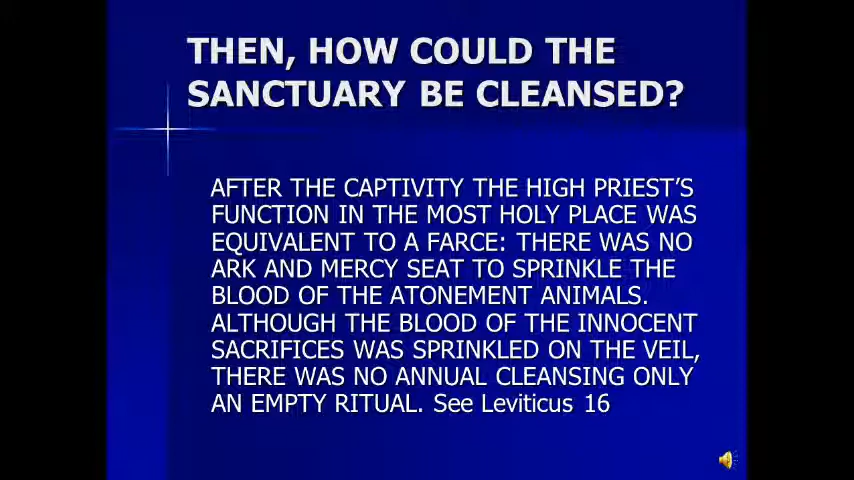 THEN, HOW COULD THE
SANCTUARY BE CLEANSED?
AFTER THE CAPTIVITY THE HIGH PRIEST'S
FUNCTION IN THE MOST HOLY PLACE WAS
EQUIVALENT TO A FARCE: THERE WAS NO
ARK AND MERCY SEAT TO SPRINKLE THE
BLOOD OF THE ATONEMENT ANIMALS.
ALTHOUGH THE BLOOD OF THE INNOCENT
SACRIFICES WAS SPRINKLED ON THE VEIL,
THERE WAS NO ANNUAL CLEANSING ONLY
AN EMPTY RITUAL. See Leviticus 16